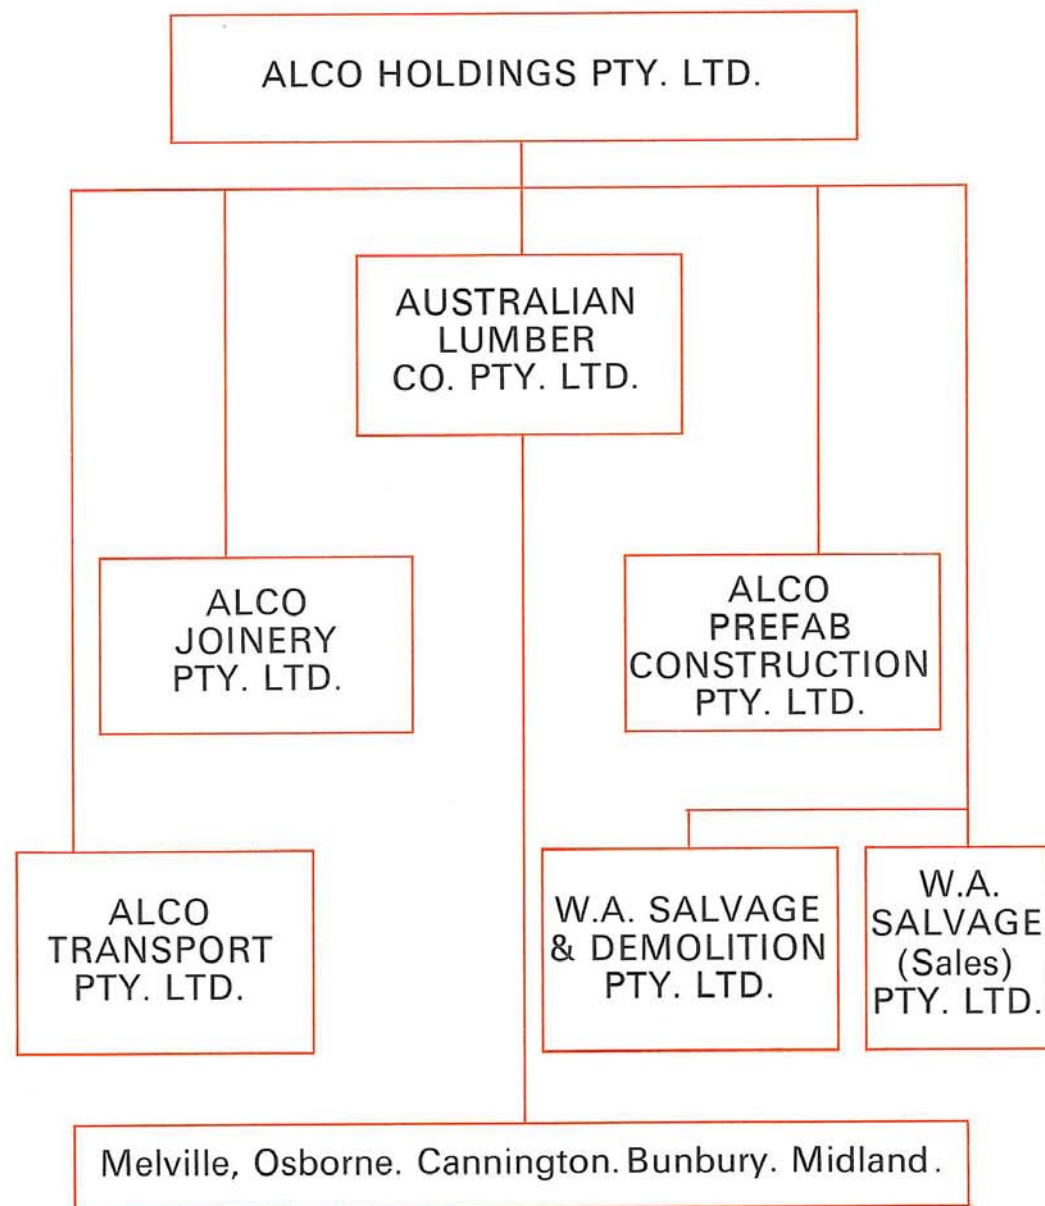 ALCO HOLDINGS PTY. LTD.
AUSTRALIAN
LUMBER
CO. PTY. LTD.
ALCO
JOINERY
PTY. LTD.
ALCO
PREFAB
CONSTRUCTION
PTY. LTD.
ALCO
TRANSPORT
PTY. LTD.
W.A. SALVAGE
& DEMOLITION
PTY. LTD.
W.A.
SALVAGE
(Sales)
PTY. LTD.
Melville, Osborne. Cannington. Bunbury. Midland.